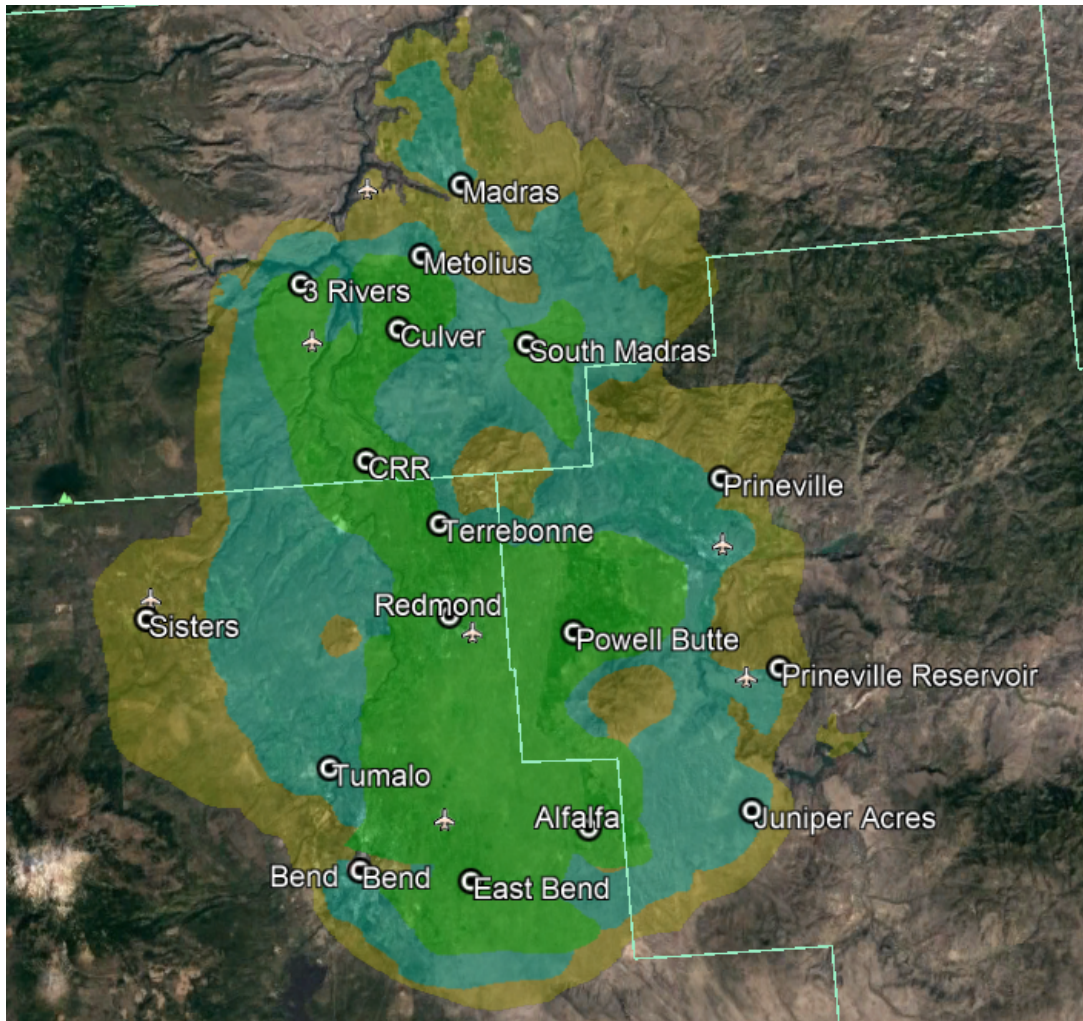 Madras
Metolius
3 Rivers
Culver
South Madras
CRR
Prineville
Terrebonne
Redmond
Sisters
Powell Butte
Prineville Reservoir
Tumalo
Alfalfa
Juniper Acres
Bend Bend
East Bend